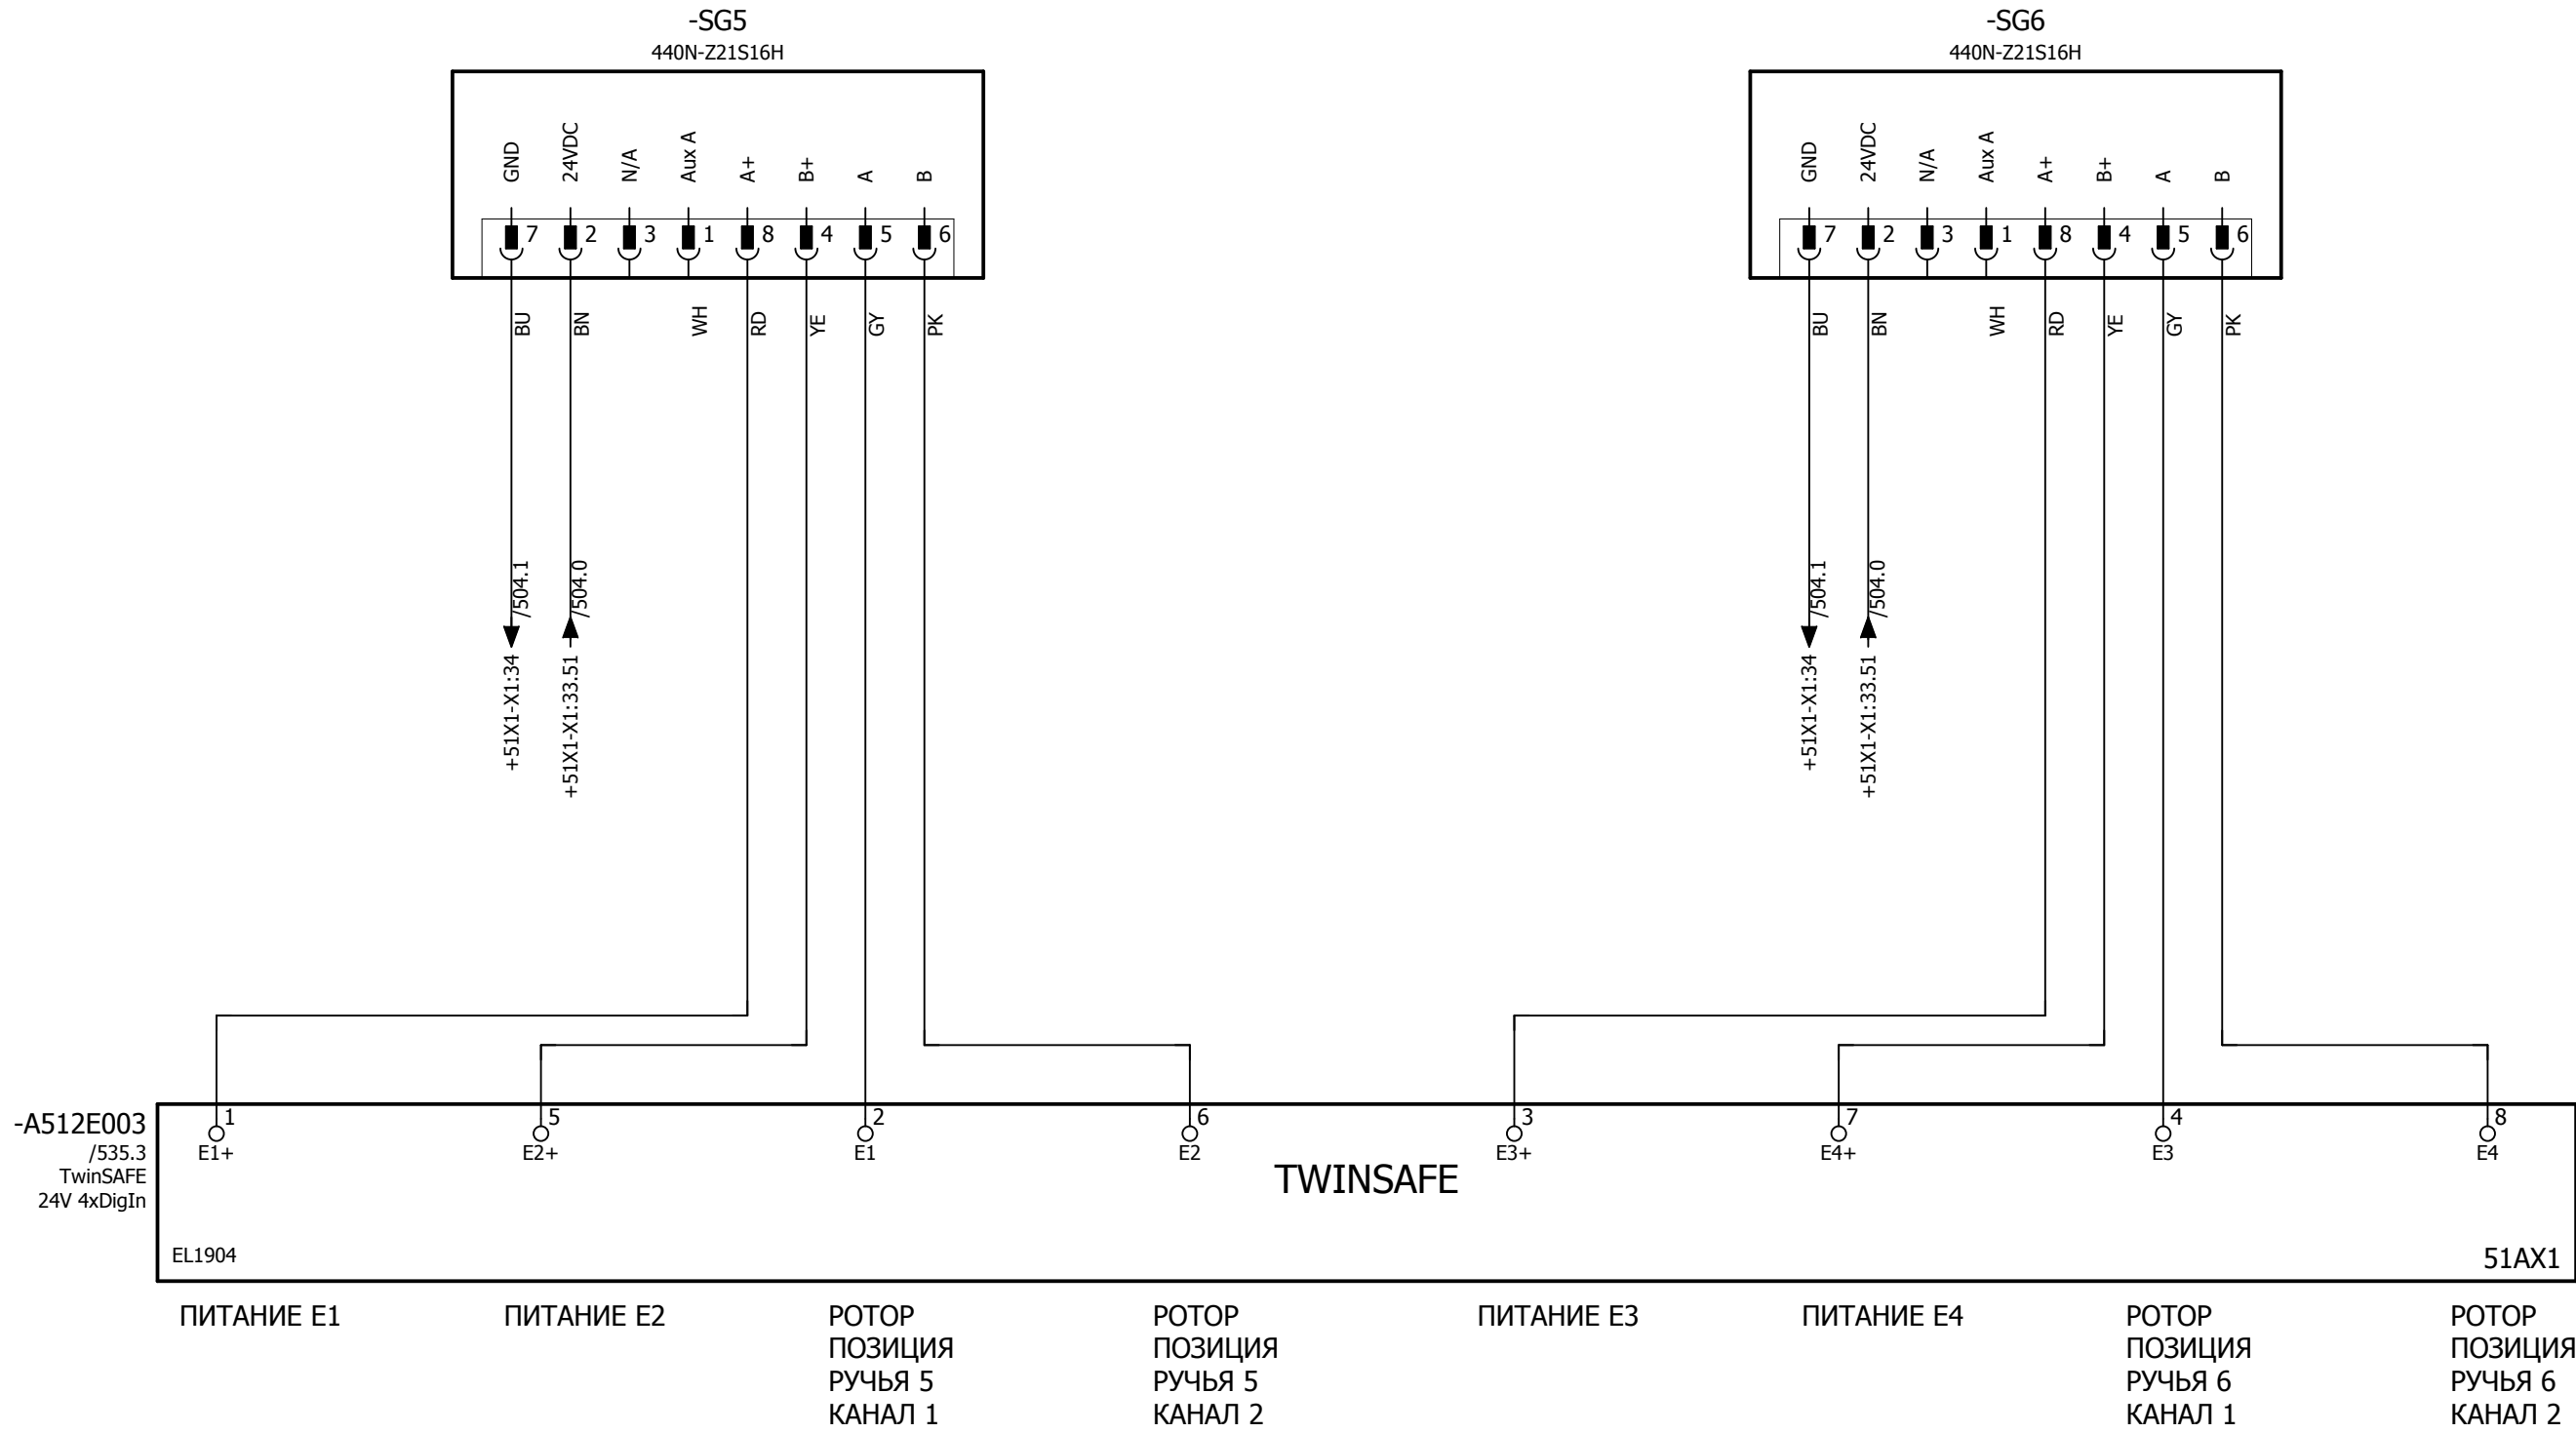 -SG5
440N-Z21S16H
GND
24VDC
N/A
Aux A
A+
B+
A
B
7
2
3
1
8
4
5
6
BU
BN
WH
RD
YE
GY
PK
/504.1
/504.0
+51X1-X1:34
+51X1-X1:33.51
-SG6
440N-Z21S16H
GND
24VDC
N/A
Aux A
A+
B+
A
B
7
2
3
1
8
4
5
6
BU
BN
WH
RD
YE
GY
PK
/504.1
/504.0
+51X1-X1:34
+51X1-X1:33.51
-A512E003
/535.3
TwinSAFE
24V 4xDigIn
1
5
2
6
3
7
4
8
E1+
E2+
E1
E2
E3+
E4+
E3
E4
TWINSAFE
EL1904
51AX1
ПИТАНИЕ E1
ПИТАНИЕ E2
РОТОР
ПОЗИЦИЯ
РУЧЬЯ 5
КАНАЛ 1
РОТОР
ПОЗИЦИЯ
РУЧЬЯ 5
КАНАЛ 2
ПИТАНИЕ E3
ПИТАНИЕ E4
РОТОР
ПОЗИЦИЯ
РУЧЬЯ 6
КАНАЛ 1
РОТОР
ПОЗИЦИЯ
РУЧЬЯ 6
КАНАЛ 2